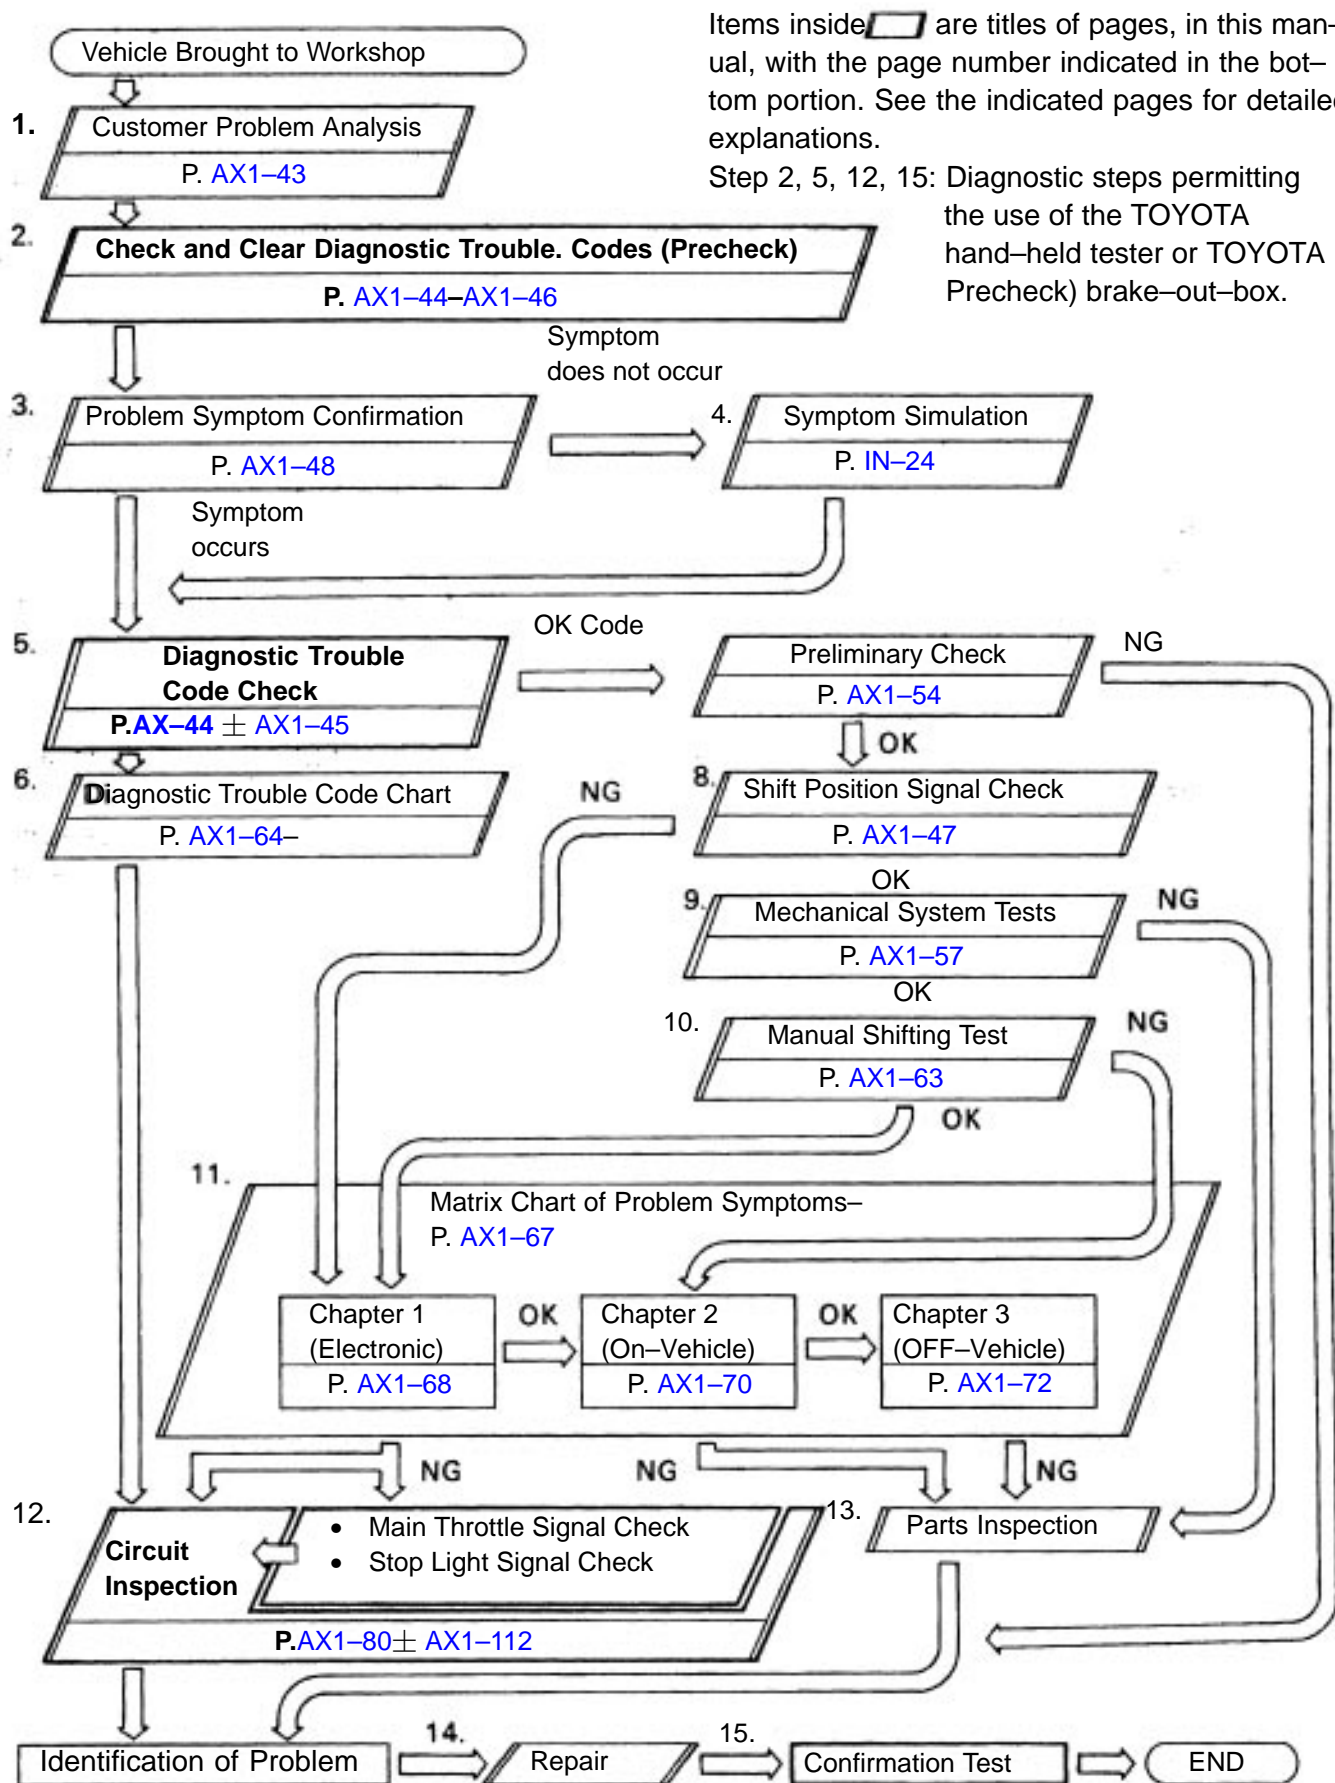 Vehicle Brought to Workshop
Items inside are titles of pages, in this man–
ual, with the page number indicated in the bot–
tom portion. See the indicated pages for detailed
explanations.
Step 2, 5, 12, 15: Diagnostic steps permitting
the use of the TOYOTA
hand–held tester or TOYOTA
Precheck) brake–out–box.
1.
Customer Problem Analysis
P. AX1–43
2.
Check and Clear Diagnostic Trouble. Codes (Precheck)
P. AX1–44–AX1–46
Symptom
does not occur
3.
Problem Symptom Confirmation
P. AX1–48
4.
Symptom Simulation
P. IN–24
Symptom
occurs
5.
Diagnostic Trouble
Code Check
P.AX–44 ± AX1–45
OK Code
Preliminary Check
P. AX1–54
NG
OK
6.
Diagnostic Trouble Code Chart
P. AX1–64–
NG
8.
Shift Position Signal Check
P. AX1–47
OK
9.
Mechanical System Tests
P. AX1–57
NG
OK
10.
Manual Shifting Test
P. AX1–63
NG
OK
11.
Matrix Chart of Problem Symptoms–
P. AX1–67
Chapter 1
(Electronic)
P. AX1–68
OK
Chapter 2
(On–Vehicle)
P. AX1–70
OK
Chapter 3
(OFF–Vehicle)
P. AX1–72
NG
NG
NG
12.
Circuit
Inspection
• Main Throttle Signal Check
• Stop Light Signal Check
P.AX1–80± AX1–112
13.
Parts Inspection
Identification of Problem
14.
Repair
15.
Confirmation Test
END